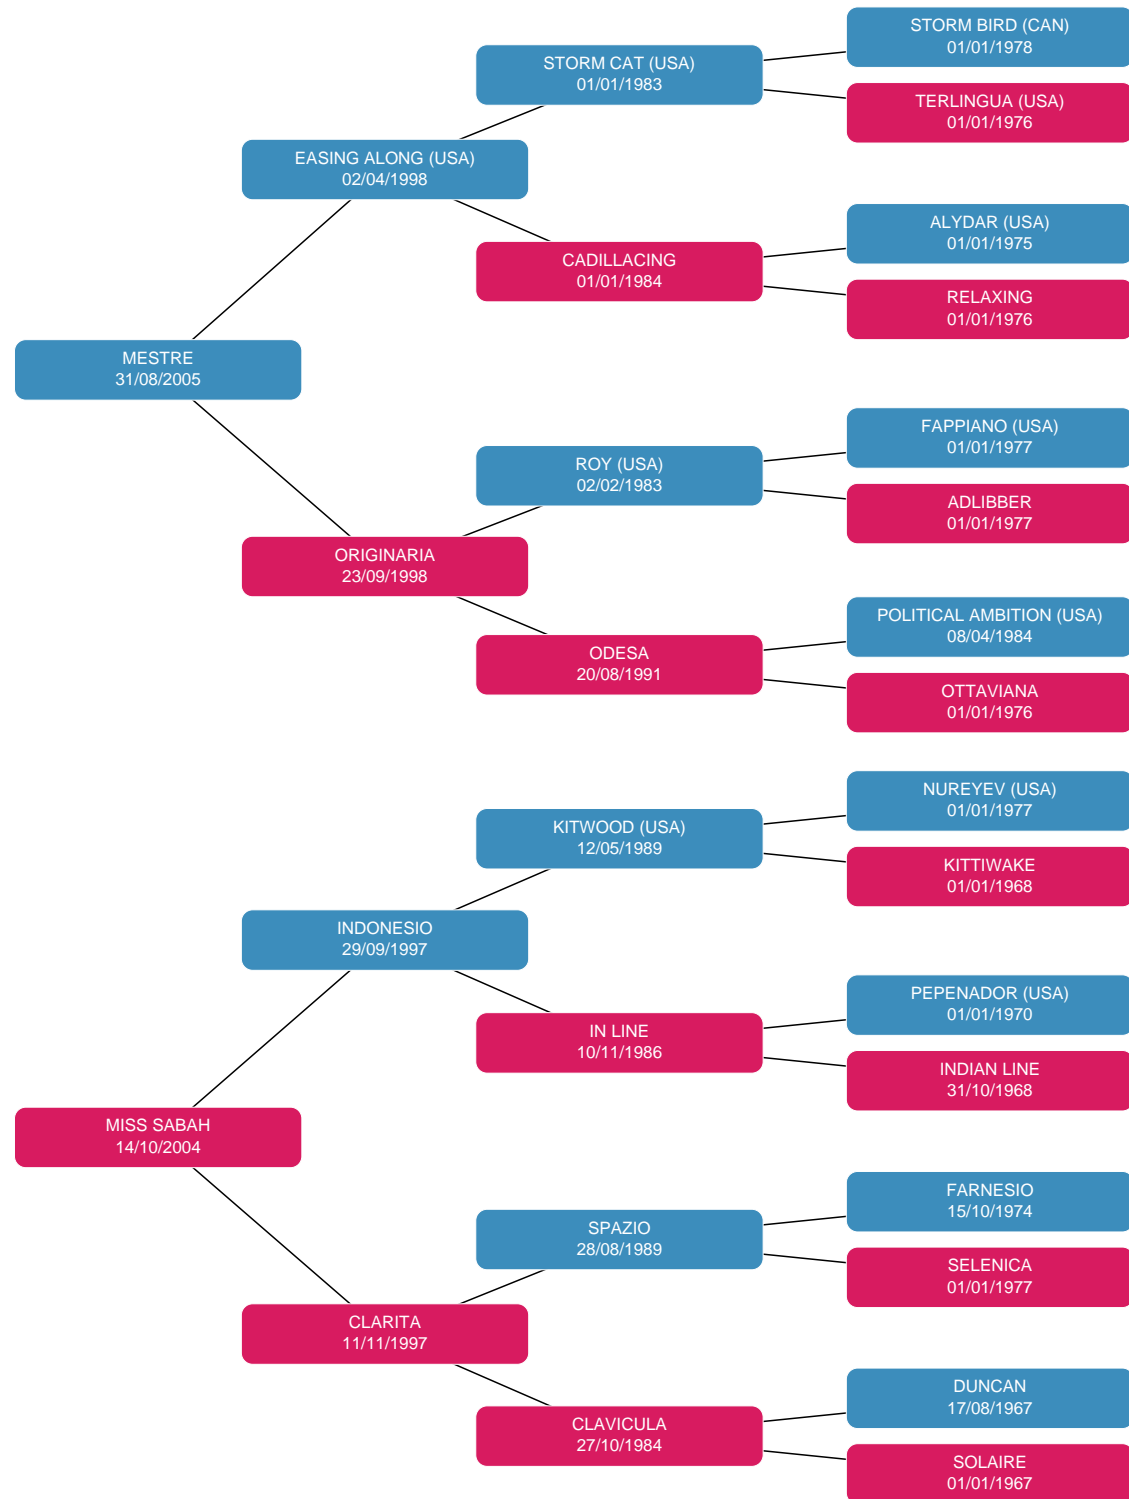 STORM BIRD (CAN)
01/01/1978
STORM CAT (USA)
01/01/1983
TERLINGUA (USA)
01/01/1976
EASING ALONG (USA)
02/04/1998
ALYDAR (USA)
01/01/1975
CADILLACING
01/01/1984
RELAXING
01/01/1976
MESTRE
31/08/2005
FAPPIANO (USA)
01/01/1977
ROY (USA)
02/02/1983
ADLIBBER
01/01/1977
ORIGINARIA
23/09/1998
POLITICAL AMBITION (USA)
08/04/1984
ODESA
20/08/1991
OTTAVIANA
01/01/1976
NUREYEV (USA)
01/01/1977
KITWOOD (USA)
12/05/1989
KITTIWAKE
01/01/1968
INDONESIO
29/09/1997
PEPENADOR (USA)
01/01/1970
IN LINE
10/11/1986
INDIAN LINE
31/10/1968
MISS SABAH
14/10/2004
FARNESIO
15/10/1974
SPAZIO
28/08/1989
SELENICA
01/01/1977
CLARITA
11/11/1997
DUNCAN
17/08/1967
CLAVICULA
27/10/1984
SOLAIRE
01/01/1967